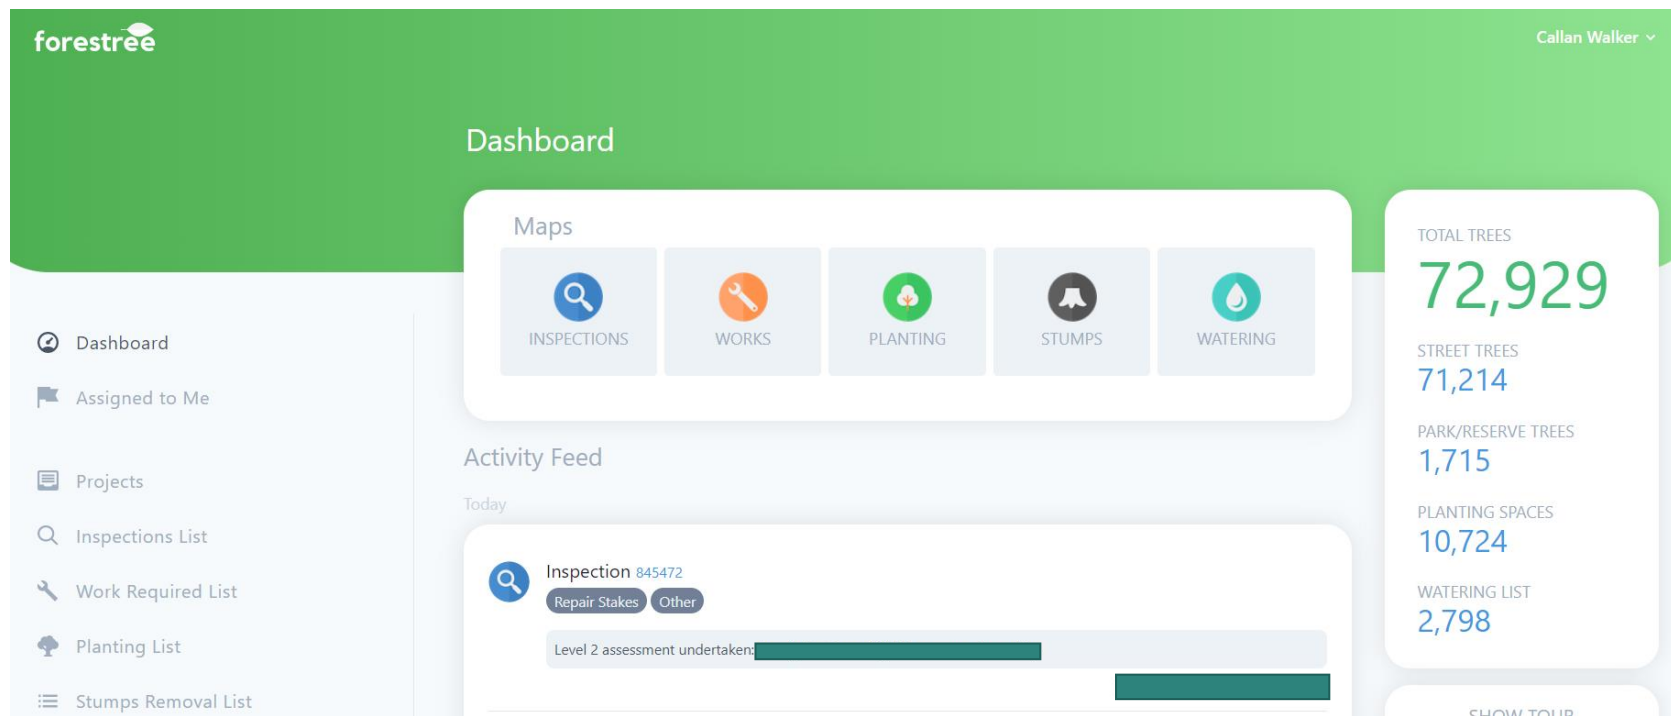 forestree
Callan Walker
Dashboard
Maps
INSPECTIONS
WORKS
PLANTING
STUMPS
WATERING
TOTAL TREES
72,929
STREET TREES
71,214
PARK/RESERVE TREES
1,715
PLANTING SPACES
10,724
WATERING LIST
2,798
SHOW TOUR
Dashboard
Assigned to Me
Projects
Inspections List
Work Required List
Planting List
Stumps Removal List
Activity Feed
Today
Inspection 845472
Repair Stakes Other
Level 2 assessment undertaken: